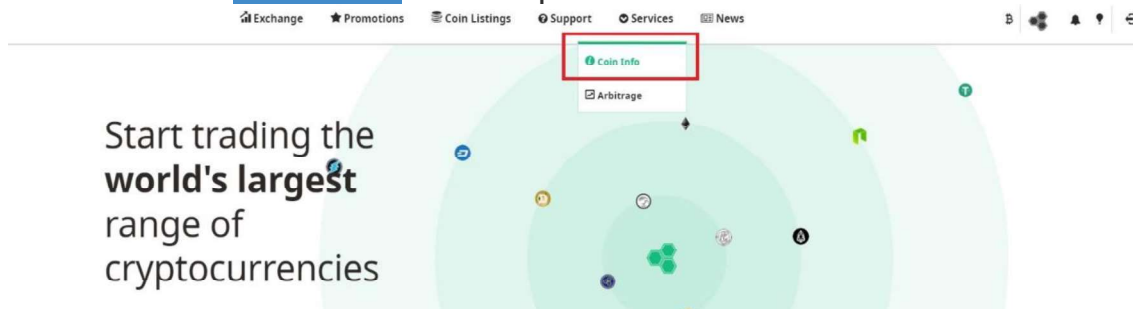 Exchange Promotions Coin Listings Support Services News
Coin Info
Arbitrage
Start trading the
world's largest
range of
cryptocurrencies